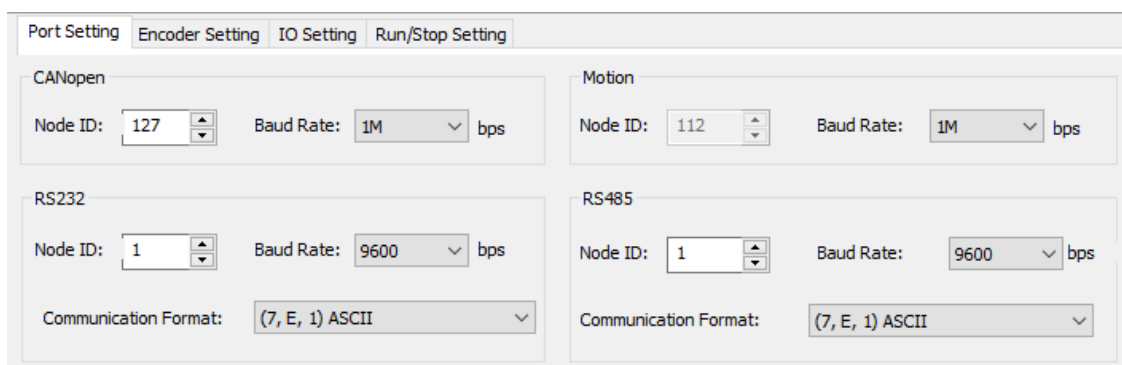 Port Setting Encoder Setting IO Setting Run/Stop Setting
CANopen
Node ID: 127 Baud Rate: 1M bps
Motion
Node ID: 112 Baud Rate: 1M bps
RS232
Node ID: 1 Baud Rate: 9600 bps
Communication Format: (7, E, 1) ASCII
RS485
Node ID: 1 Baud Rate: 9600 bps
Communication Format: (7, E, 1) ASCII